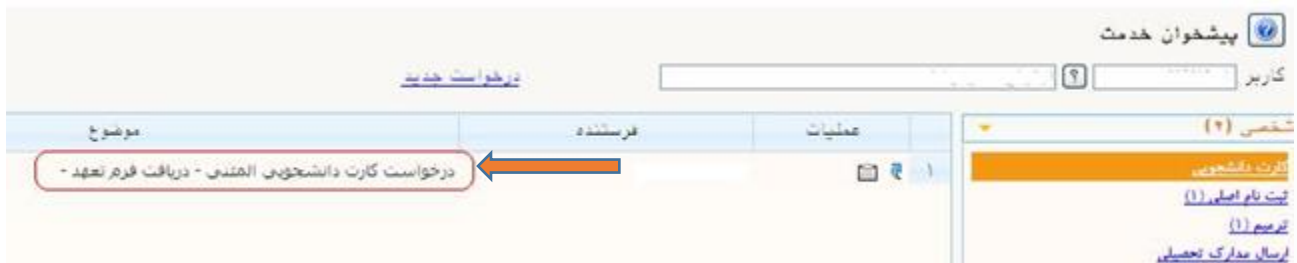 پیشخوان خدمت
کاربر ؟ درخواست جدید
شخصی (۲) عملیات فرستنده موضوع
کارت دانشجویی
۱ درخواست کارت دانشجویی المثنی - دریافت فرم تعهد -
ثبت نام اصلی (۱)
ترمیم (۱)
ارسال مدارک تحصیلی